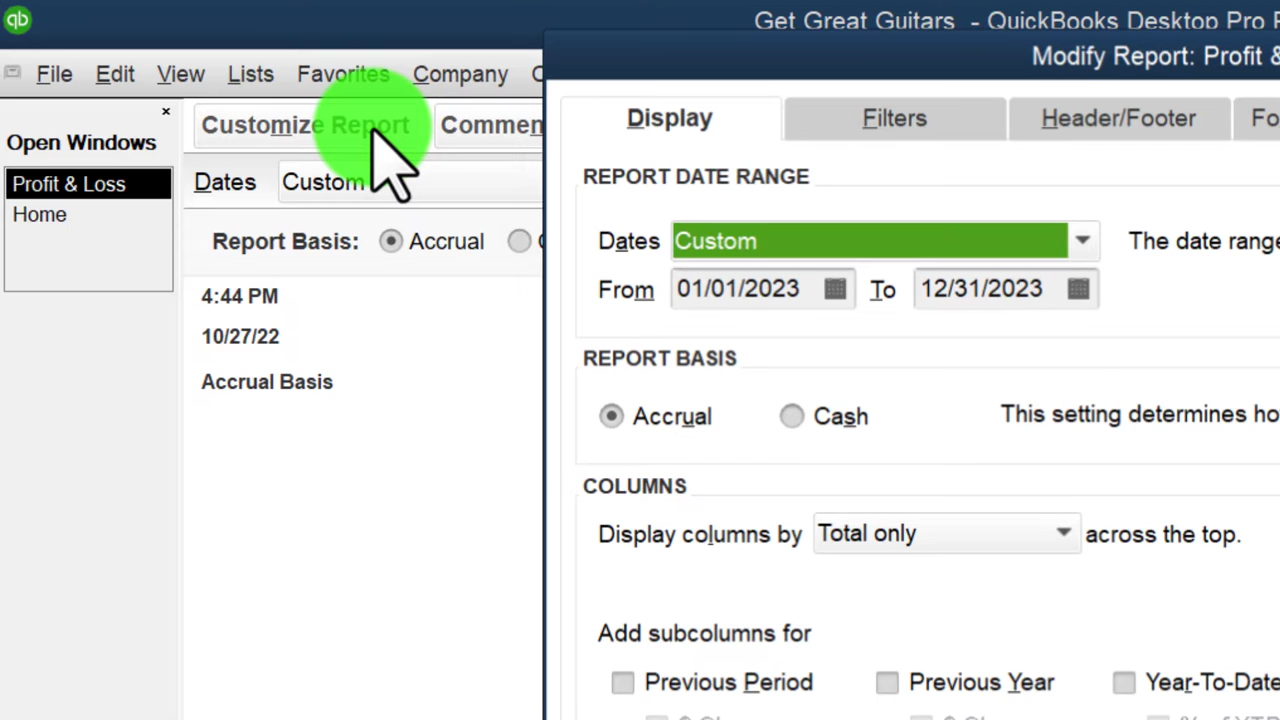 qb
Get Great Guitars - QuickBooks Desktop Pro
File Edit View Lists Favorites Company
Modify Report: Profit &
Customize Report
Display Filters Header/Footer
Open Windows
Profit & Loss
Home
Dates Custom
Report Basis: Accrual
4:44 PM
10/27/22
Accrual Basis
REPORT DATE RANGE
Dates Custom The date range
From 01/01/2023 To 12/31/2023
REPORT BASIS
Accrual Cash This setting determines
COLUMNS
Display columns by Total only across the top.
Add subcolumns for
Previous Period Previous Year Year-To-Date